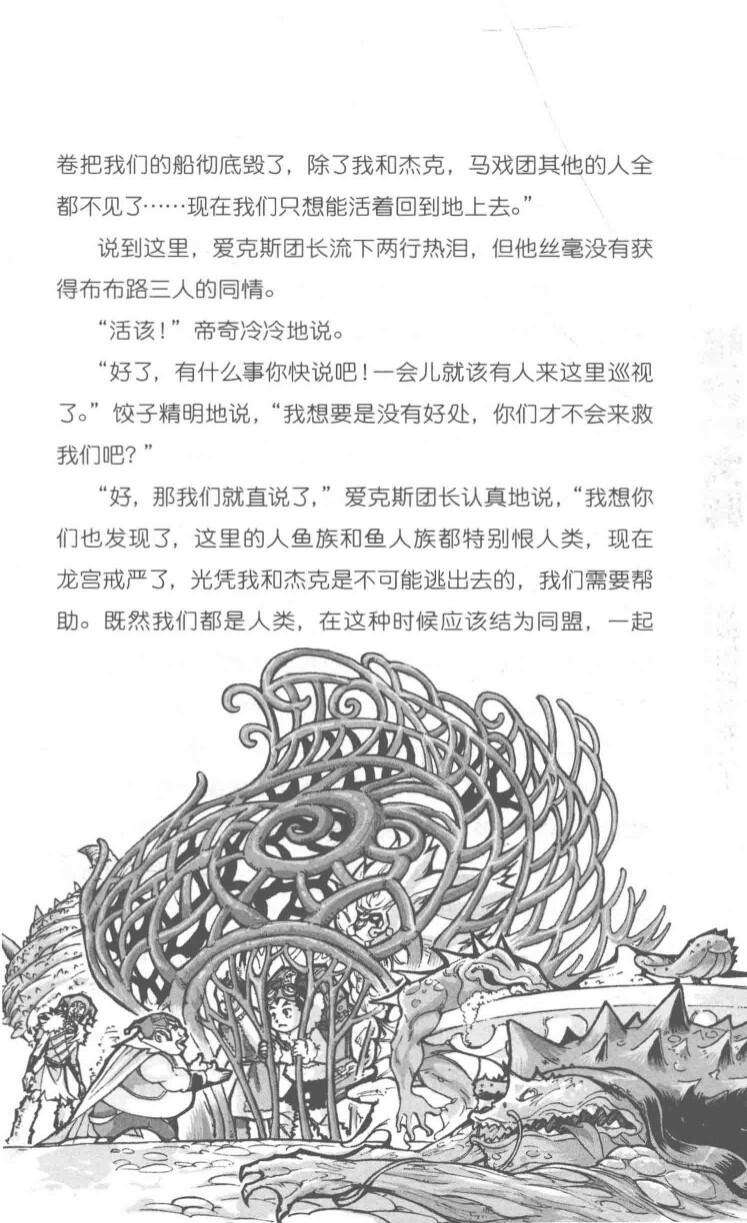 卷把我们的船彻底毁了，除了我和杰克，马戏团其他的人全
都不见了……现在我们只想能活着回到地上去。”
说到这里，爱克斯团长流下两行热泪，但他丝毫没有获
得布布路三人的同情。
“活该！”帝奇冷冷地说。
“好了，有什么事你快说吧！一会儿就该有人来这里巡视
了。”饺子精明地说，“我想要是没有好处，你们才不会来救
我们吧？”
“好，那我们就直说了，”爱克斯团长认真地说，“我想你
们也发现了，这里的人鱼族和鱼人族都特别恨人类，现在
龙宫戒严了，光凭我和杰克是不可能逃出去的，我们需要帮
助。既然我们都是人类，在这种时候应该结为同盟，一起